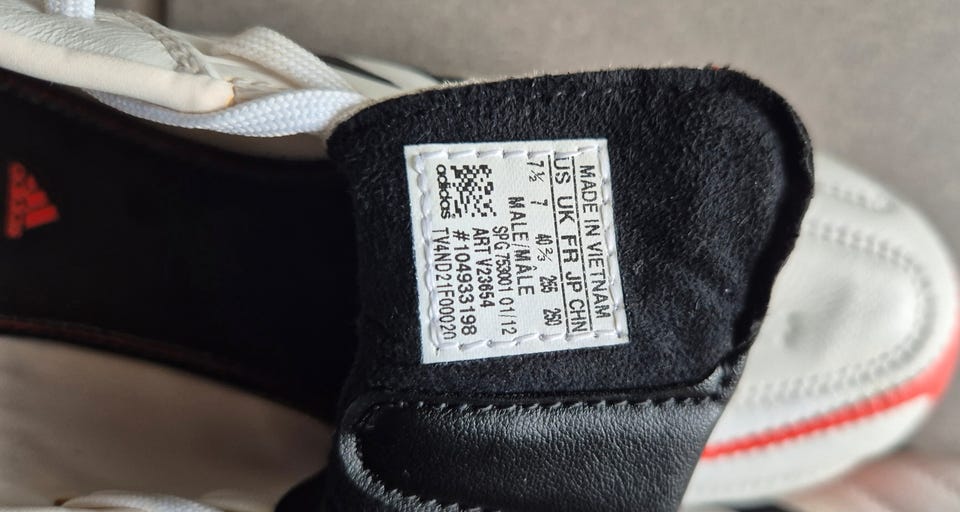 MADE IN VIETNAM
US UK FR JP CHN
7½ 7 40⅔ 255 250
MALE/MALE
SPG 753001 01/12
ART V23654
#104933198
adidas TV4ND21F00020